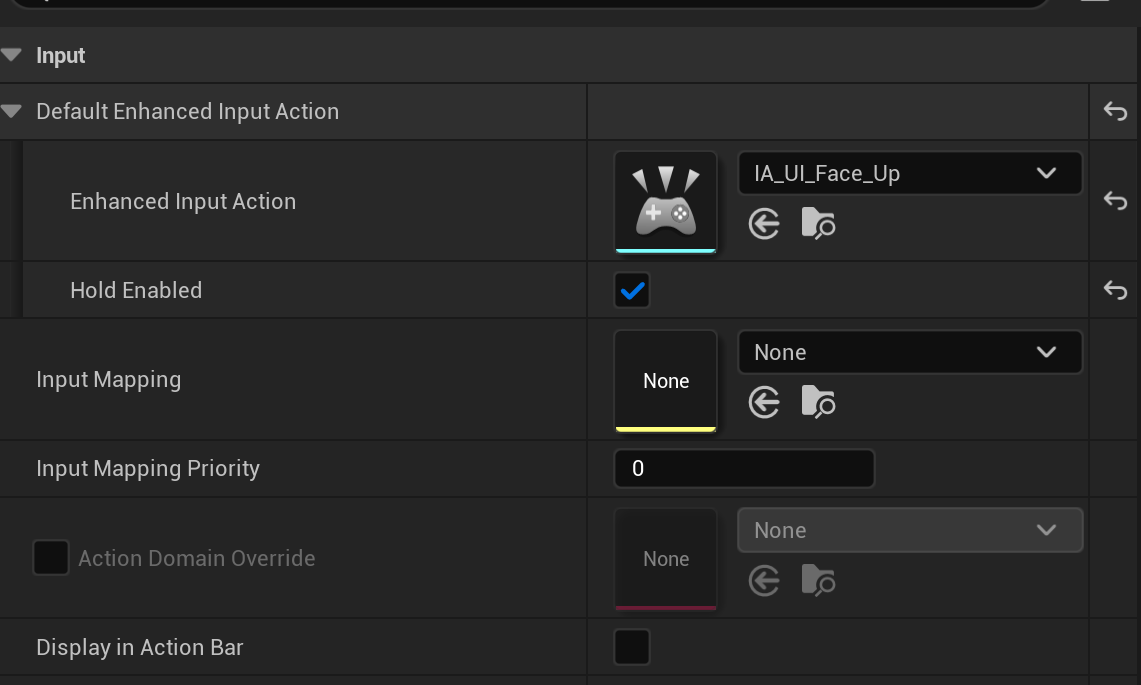 Input
Default Enhanced Input Action
Enhanced Input Action
IA_UI_Face_Up
Hold Enabled
Input Mapping
None
None
Input Mapping Priority
0
Action Domain Override
None
None
Display in Action Bar